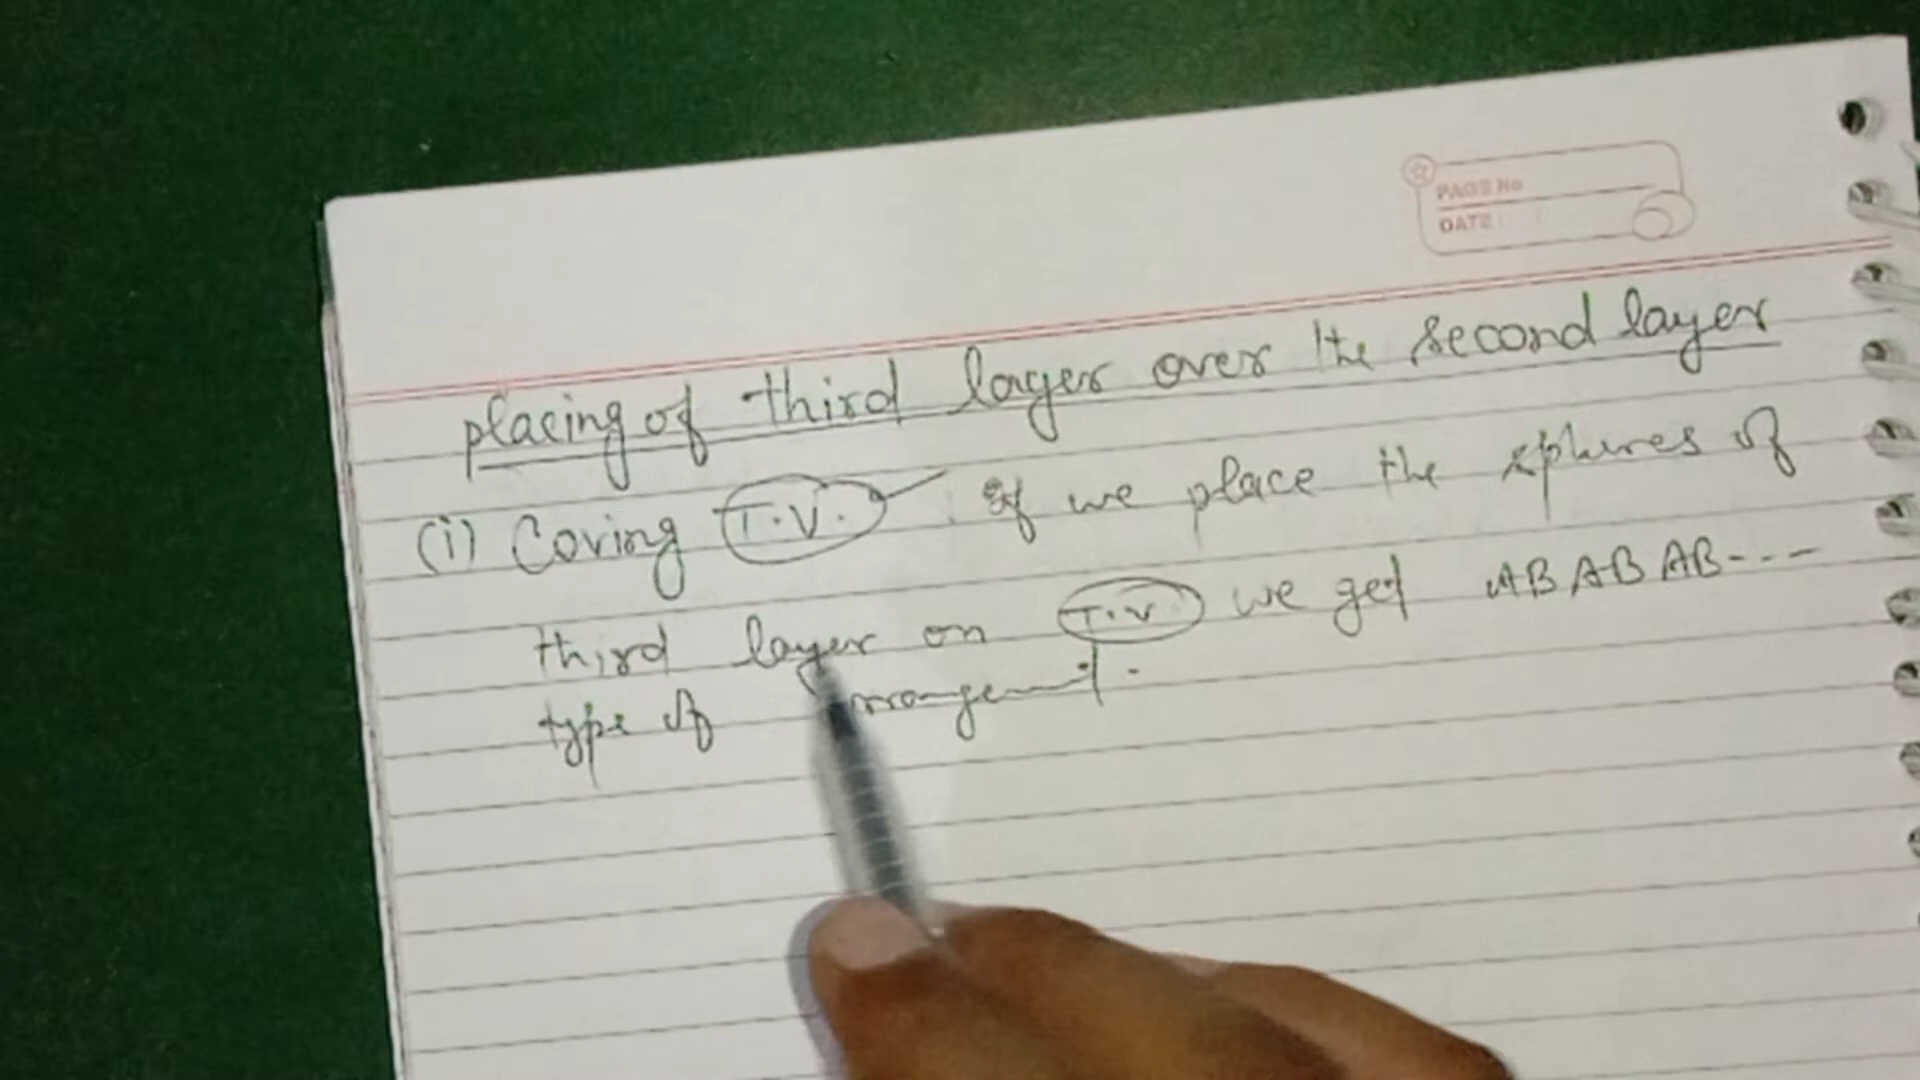 PAGE No
DATE :
placing of third layer over the second layer
(i) Coving T.V. If we place the spheres of
third layer on T.V. we get ABABAB---
type of arrangement.